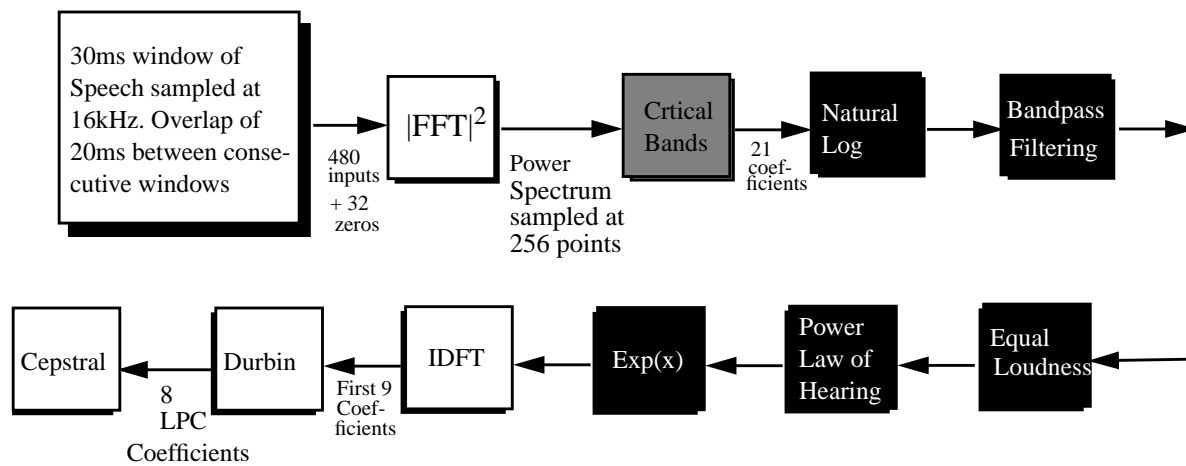 30ms window of
Speech sampled at
16kHz. Overlap of
20ms between conse-
cutive windows
480
inputs
+ 32
zeros
|FFT|²
Power
Spectrum
sampled at
256 points
Crtical
Bands
21
coef-
ficients
Natural
Log
Bandpass
Filtering
Equal
Loudness
Power
Law of
Hearing
Exp(x)
IDFT
First 9
Coef-
ficients
Durbin
8
LPC
Coefficients
Cepstral